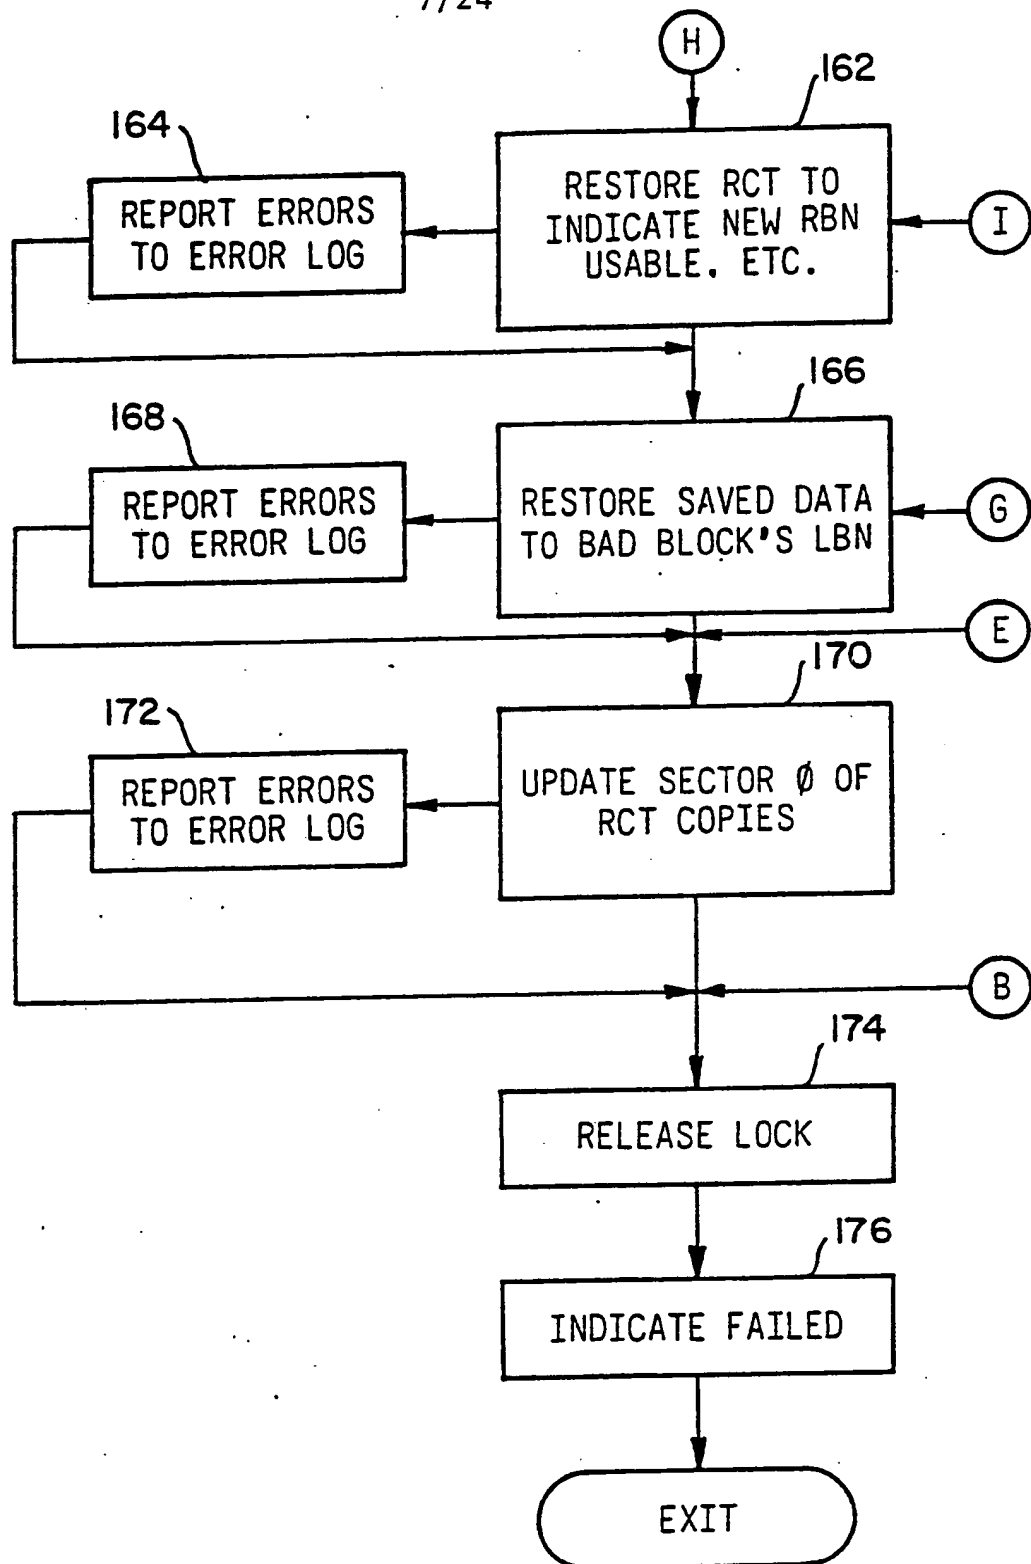 7/24
H
162
164
RESTORE RCT TO
INDICATE NEW RBN
USABLE. ETC.
I
REPORT ERRORS
TO ERROR LOG
166
168
RESTORE SAVED DATA
TO BAD BLOCK'S LBN
G
REPORT ERRORS
TO ERROR LOG
E
170
172
UPDATE SECTOR Ø OF
RCT COPIES
REPORT ERRORS
TO ERROR LOG
B
174
RELEASE LOCK
176
INDICATE FAILED
EXIT